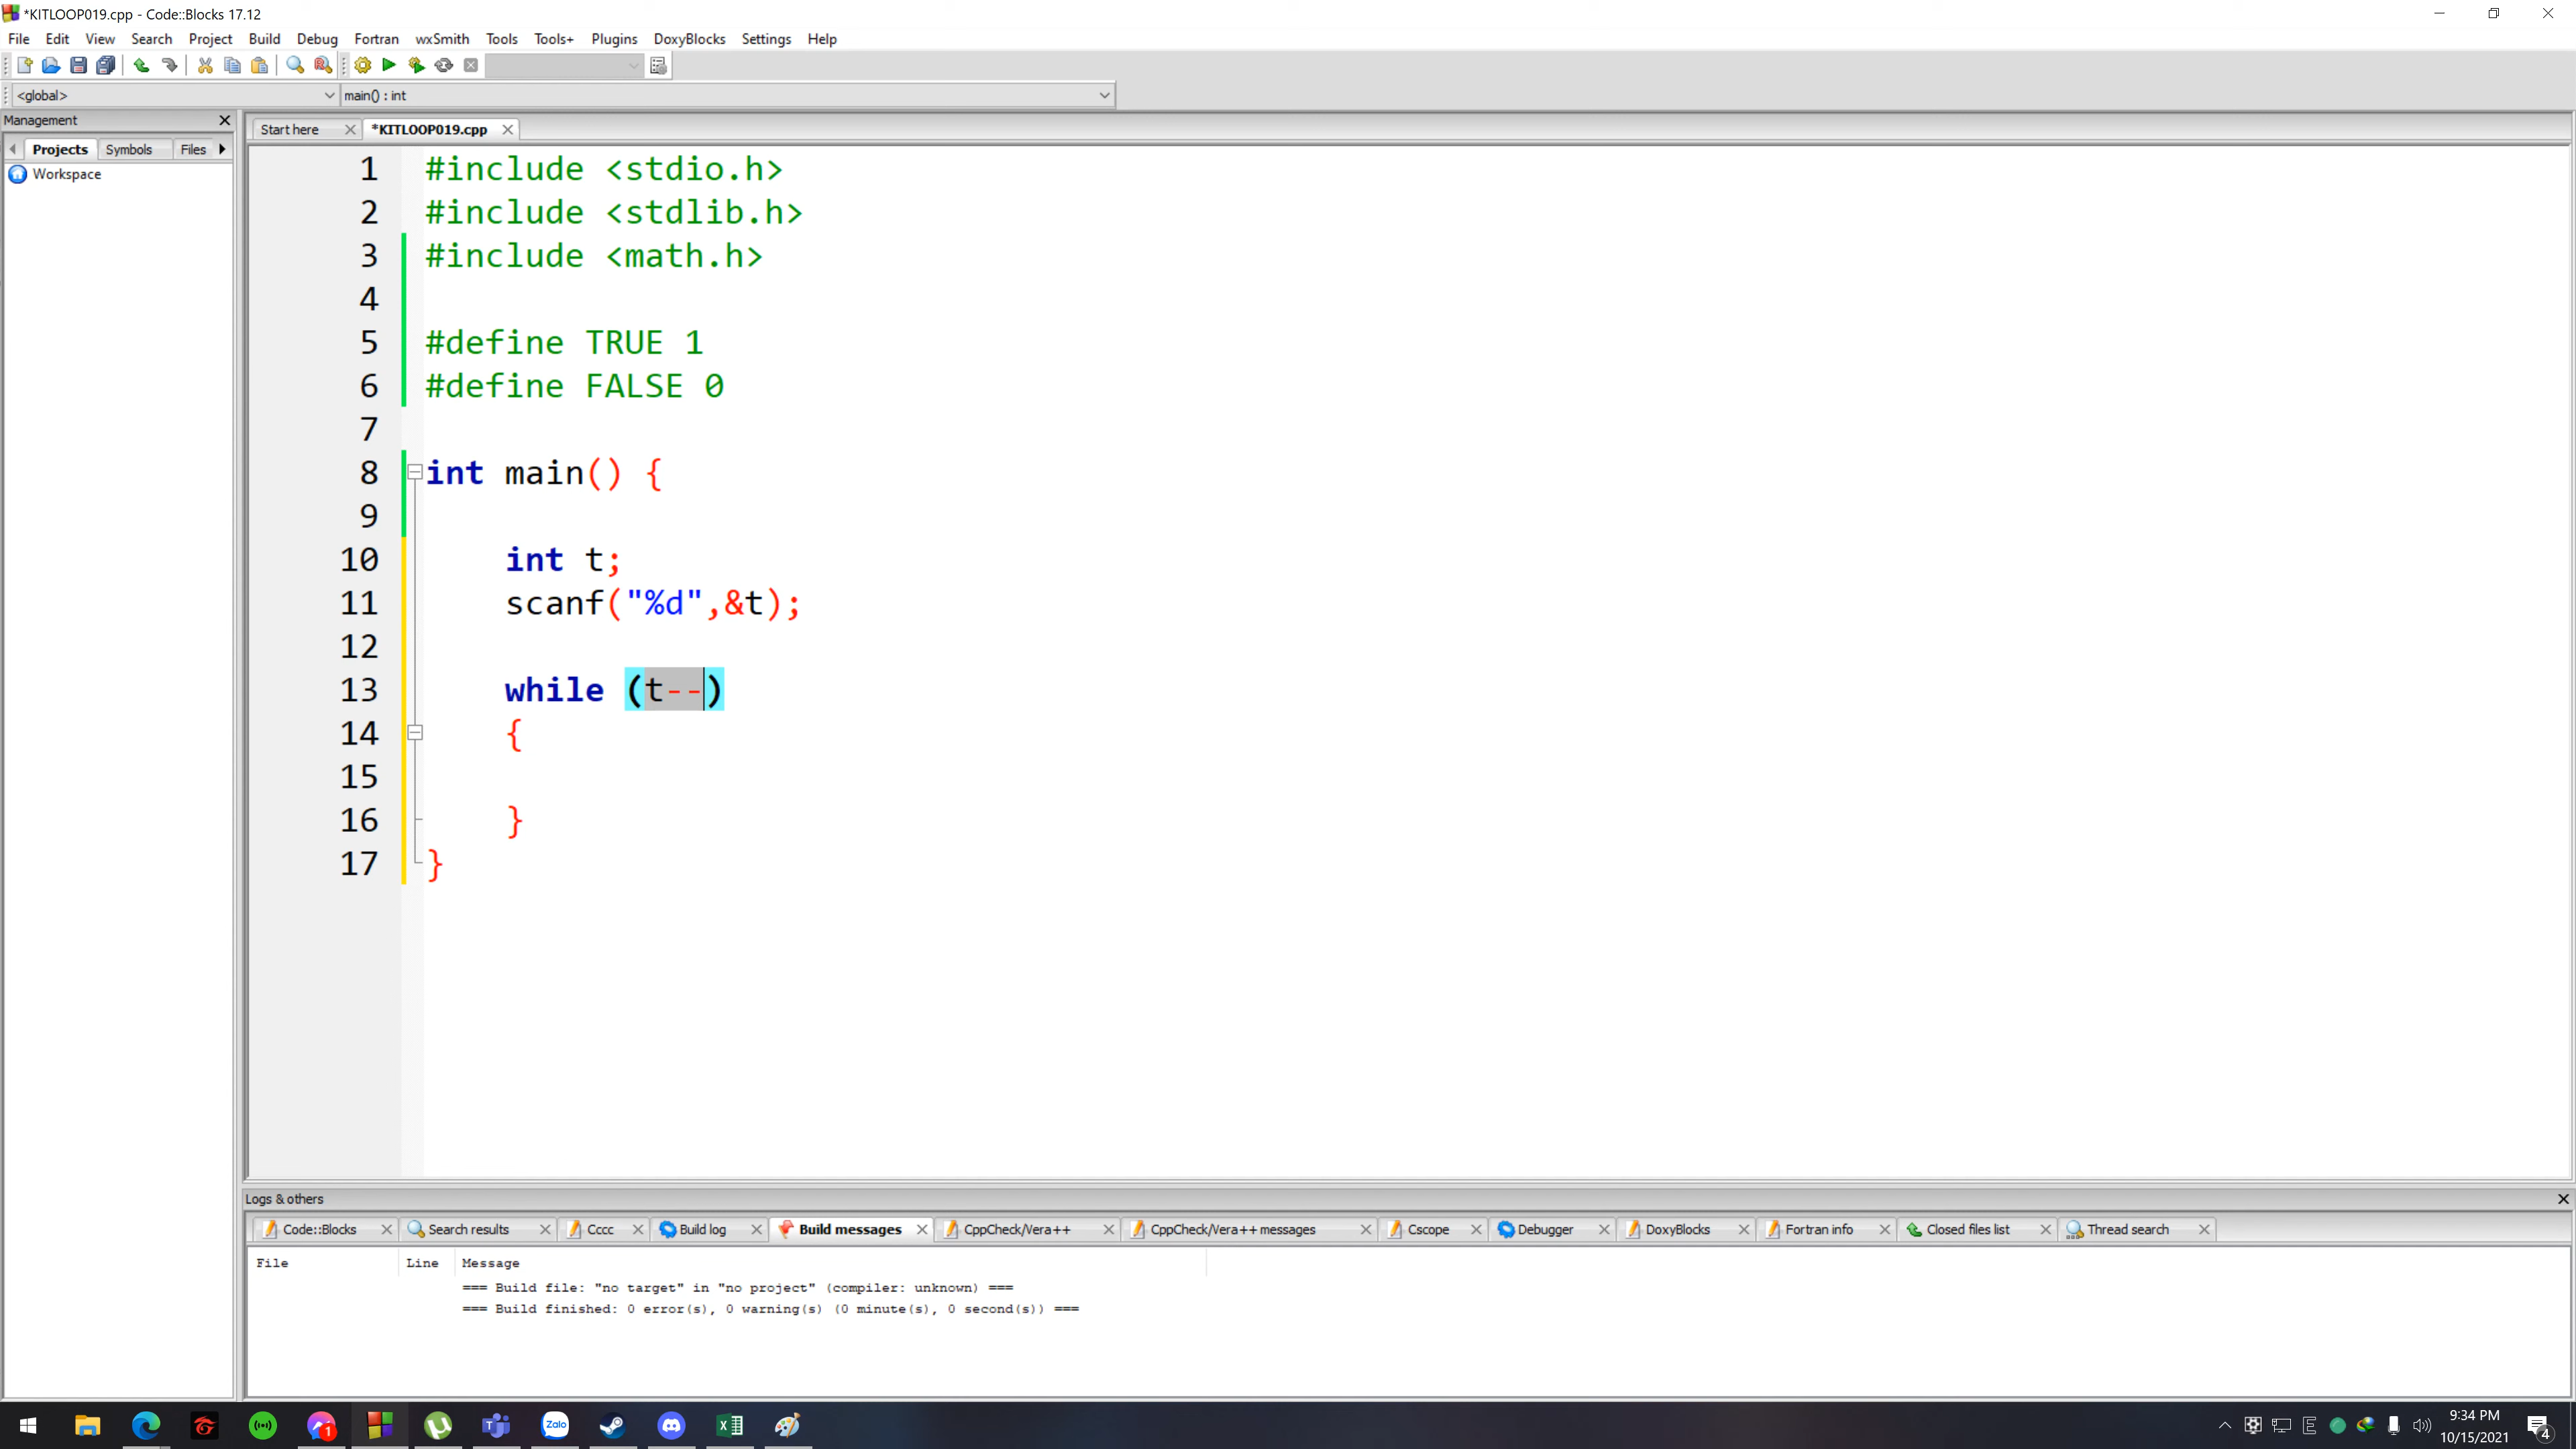 *KITLOOP019.cpp - Code::Blocks 17.12
File Edit View Search Project Build Debug Fortran wxSmith Tools Tools+ Plugins DoxyBlocks Settings Help
<global> main() : int
Management
Start here *KITLOOP019.cpp
Projects Symbols Files
Workspace
1 #include <stdio.h>
2 #include <stdlib.h>
3 #include <math.h>
4
5 #define TRUE 1
6 #define FALSE 0
7
8 int main() {
9
10 int t;
11 scanf("%d",&t);
12
13 while (t--)
14 {
15
16 }
17 }
Logs & others
Code::Blocks Search results Cccc Build log Build messages CppCheck/Vera++ CppCheck/Vera++ messages Cscope Debugger DoxyBlocks Fortran info Closed files list Thread search
File Line Message
=== Build file: "no target" in "no project" (compiler: unknown) ===
=== Build finished: 0 error(s), 0 warning(s) (0 minute(s), 0 second(s)) ===
1
Zalo
9:34 PM
10/15/2021
4